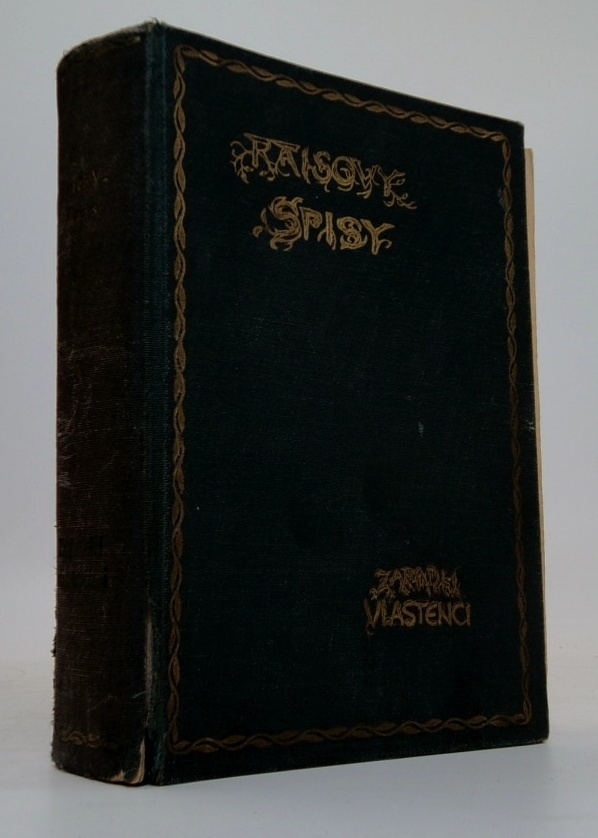 RAISOVY
SPISY
ZAPADLÍ
VLASTENCI